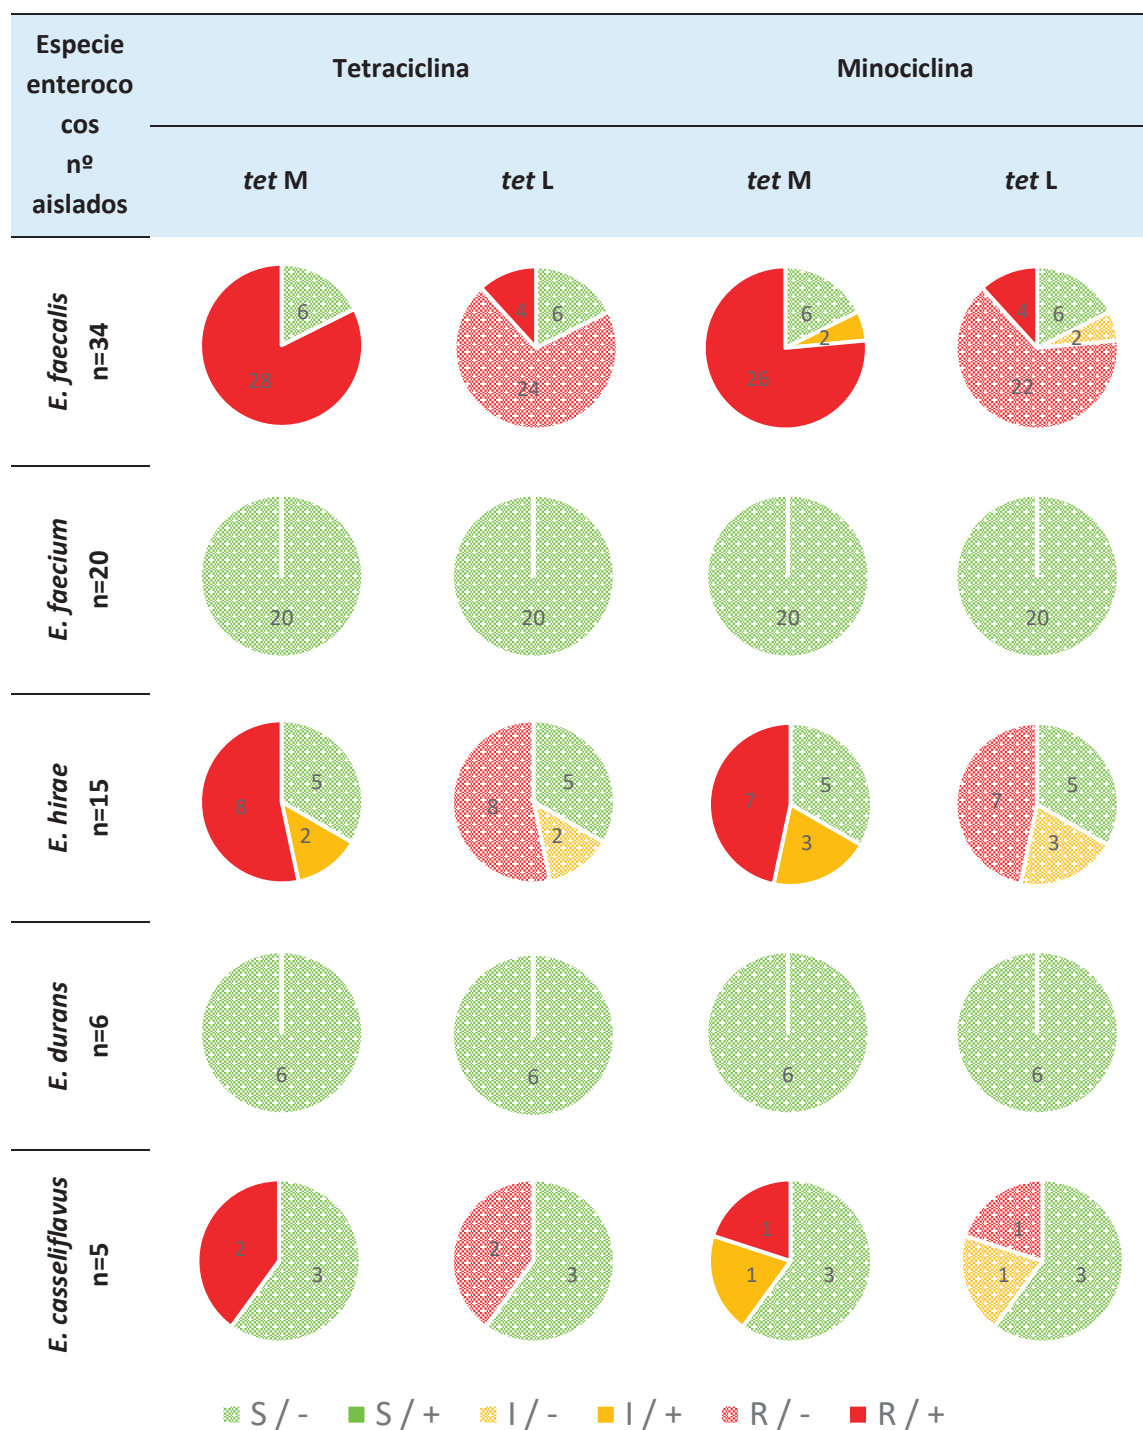 Especie
enteroco
cos
nº
aislados
Tetraciclina
Minociclina
tet M
tet L
tet M
tet L
E. faecalis
n=34
6
28
4
6
24
6
2
26
4
6
2
22
E. faecium
n=20
20
20
20
20
E. hirae
n=15
5
8
2
5
8
2
5
7
3
5
7
3
E. durans
n=6
6
6
6
6
E. casseliflavus
n=5
2
3
2
3
1
1
3
1
1
3
S / -
S / +
I / -
I / +
R / -
R / +